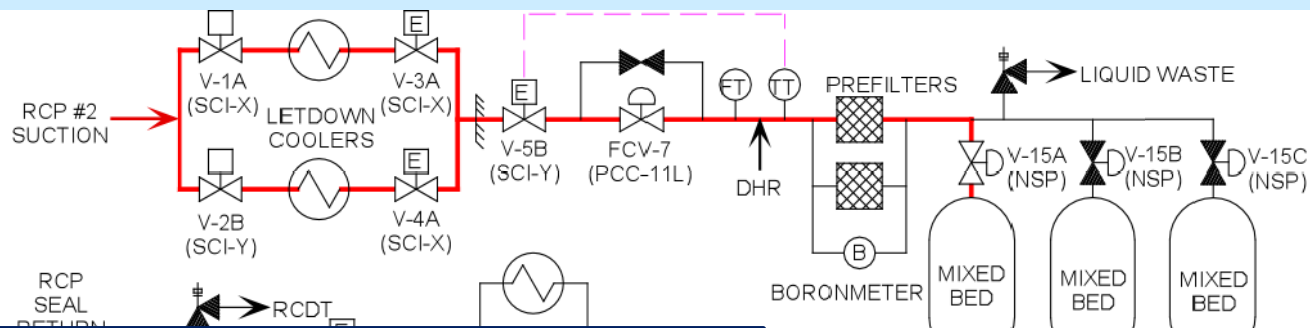 E
V-1A
(SCI-X)
E
V-3A
(SCI-X)
RCP #2
SUCTION
LETDOWN
COOLERS
V-2B
(SCI-Y)
E
V-4A
(SCI-X)
E
V-5B
(SCI-Y)
FCV-7
(PCC-11L)
FT
TT
DHR
PREFILTERS
B
BORONMETER
LIQUID WASTE
V-15A
(NSP)
V-15B
(NSP)
V-15C
(NSP)
MIXED
BED
MIXED
BED
MIXED
BED
RCP
SEAL
RETURN
RCDT